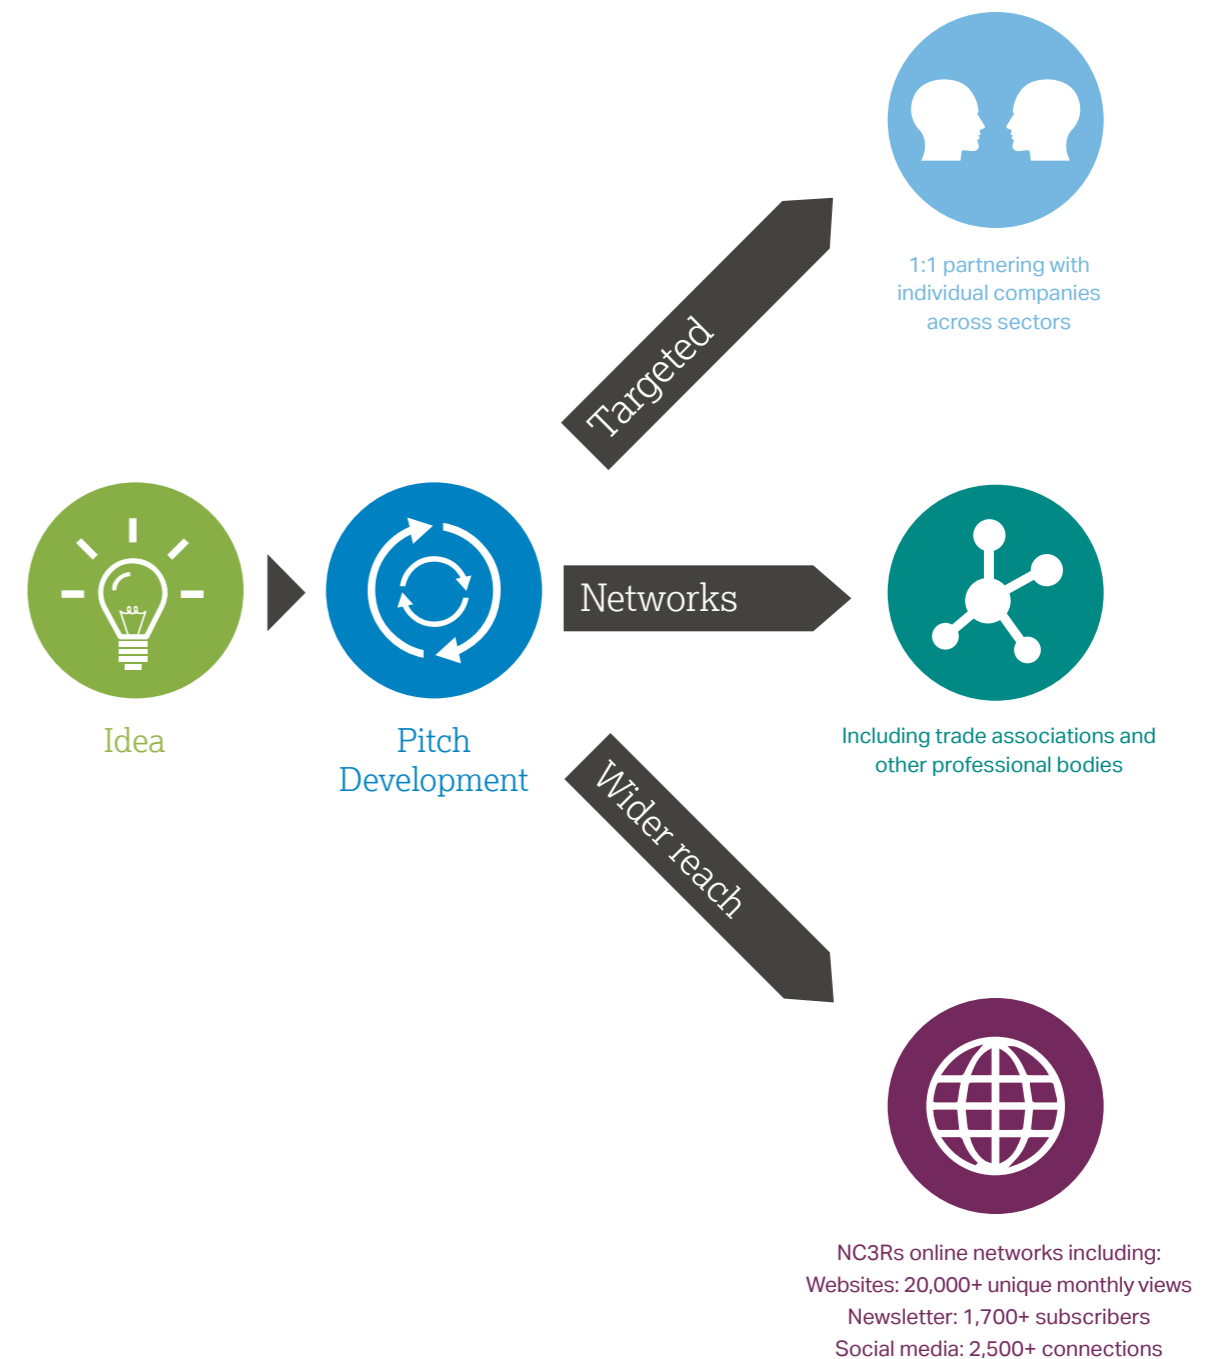 1:1 partnering with
individual companies
across sectors
Targeted
Idea
Pitch
Development
Networks
Including trade associations and
other professional bodies
Wider reach
NC3Rs online networks including:
Websites: 20,000+ unique monthly views
Newsletter: 1,700+ subscribers
Social media: 2,500+ connections